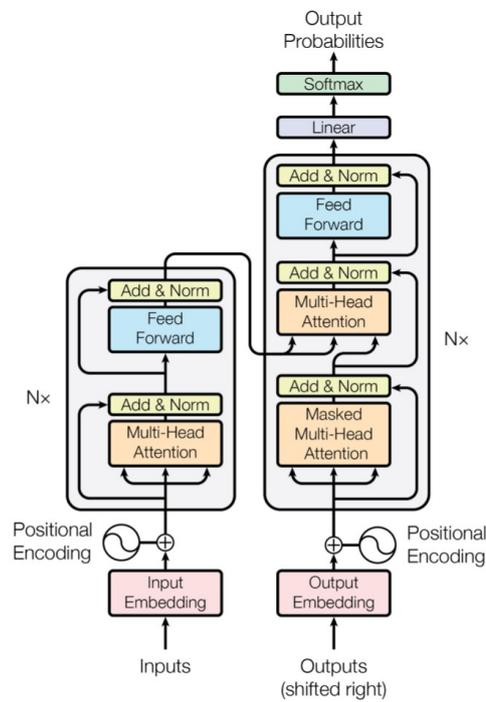 Output
Probabilities
Softmax
Linear
Add & Norm
Feed
Forward
Add & Norm
Multi-Head
Attention
Add & Norm
Masked
Multi-Head
Attention
N×
Add & Norm
Feed
Forward
Add & Norm
Multi-Head
Attention
N×
Positional
Encoding
Positional
Encoding
Input
Embedding
Output
Embedding
Inputs
Outputs
(shifted right)